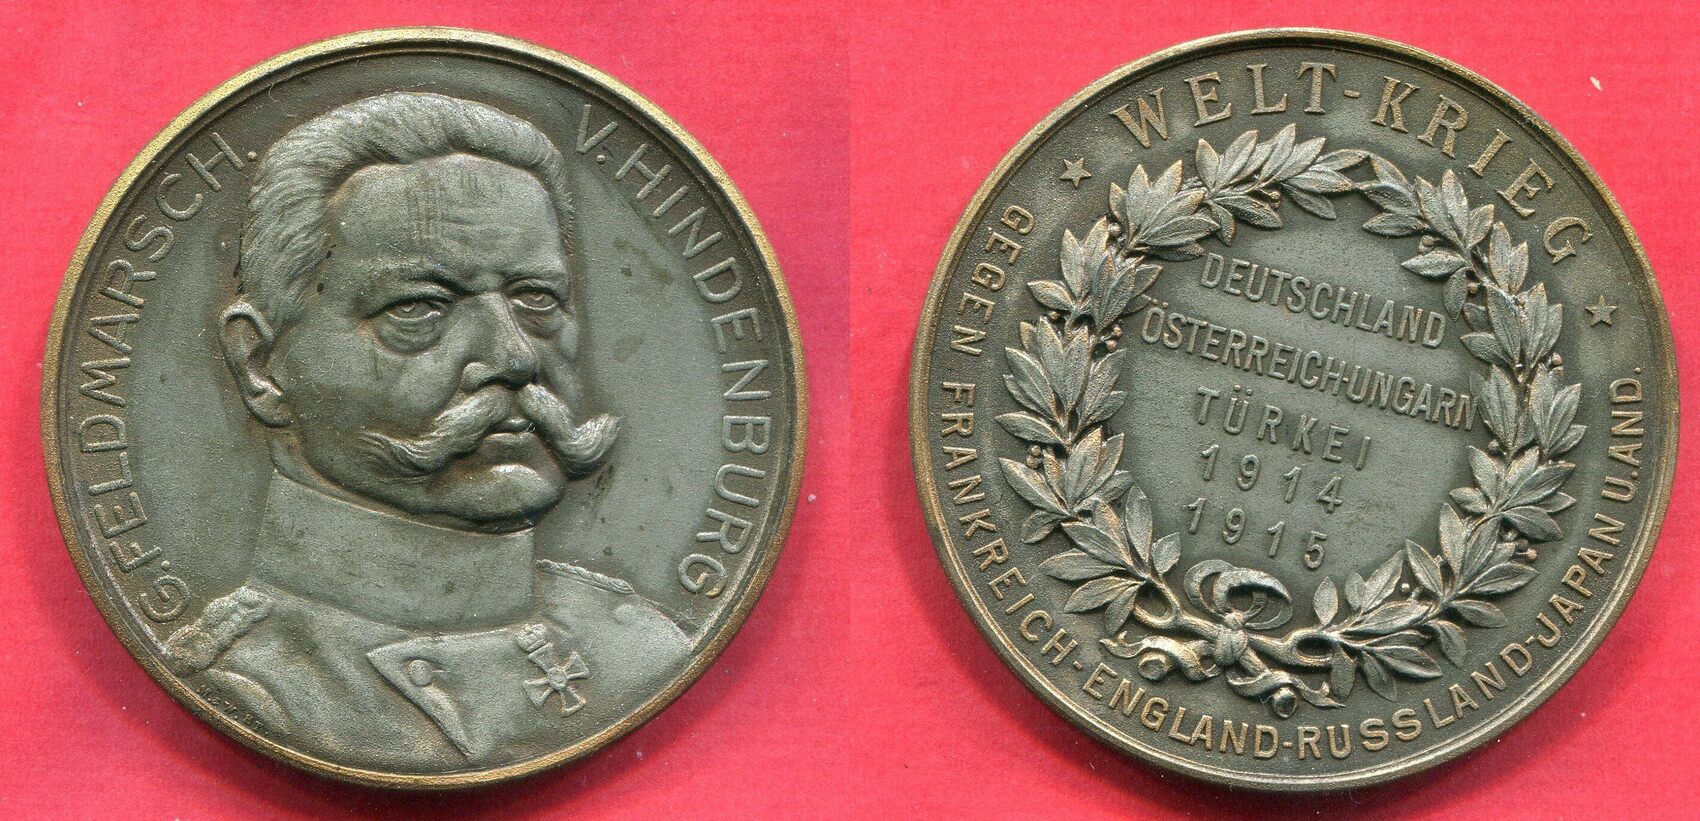 G. FELDMARSCH. V. HINDENBURG
★ WELT-KRIEG ★
DEUTSCHLAND
ÖSTERREICH-UNGARN
TÜRKEI
1914
1915
GEGEN FRANKREICH-ENGLAND-RUSSLAND-JAPAN U. AND.